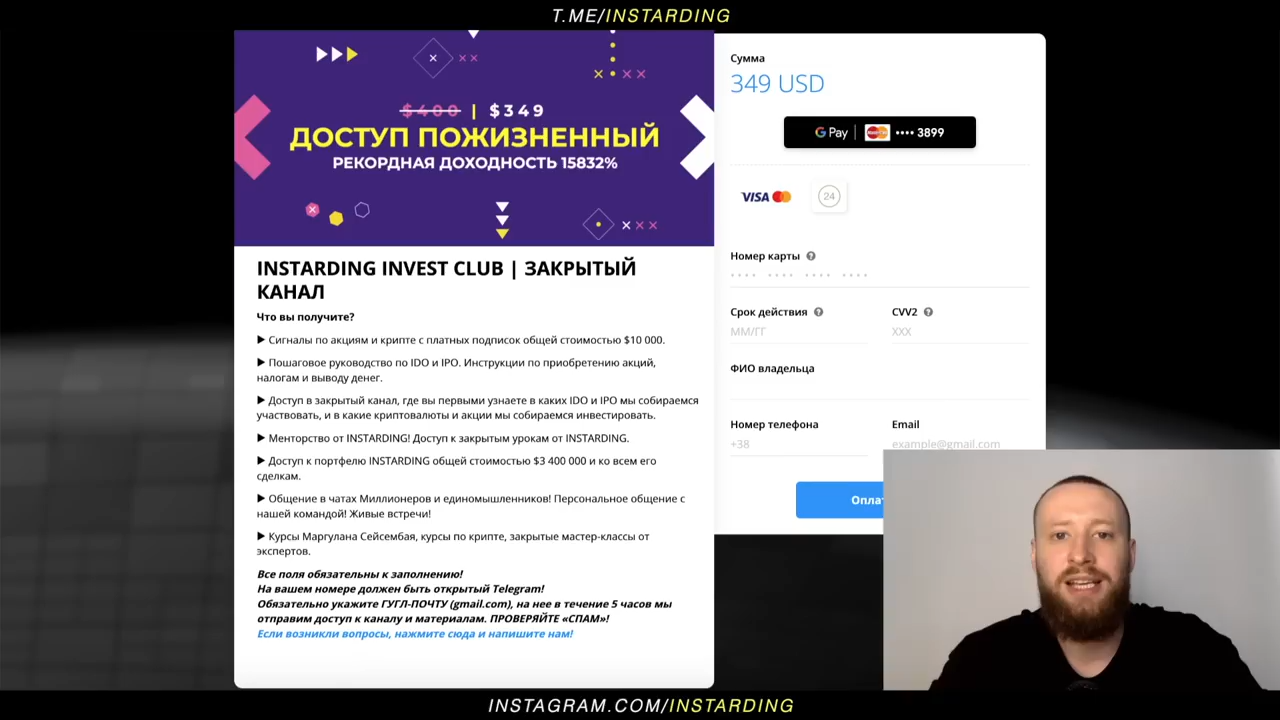 T.ME/INSTARDING
$400 | $349
ДОСТУП ПОЖИЗНЕННЫЙ
РЕКОРДНАЯ ДОХОДНОСТЬ 15832%
INSTARDING INVEST CLUB | ЗАКРЫТЫЙ
КАНАЛ
Что вы получите?
▶ Сигналы по акциям и крипте с платных подписок общей стоимостью $10 000.
▶ Пошаговое руководство по IDO и IPO. Инструкции по приобретению акций,
налогам и выводу денег.
▶ Доступ в закрытый канал, где вы первыми узнаете в каких IDO и IPO мы собираемся
участвовать, и в какие криптовалюты и акции мы собираемся инвестировать.
▶ Менторство от INSTARDING! Доступ к закрытым урокам от INSTARDING.
▶ Доступ к портфелю INSTARDING общей стоимостью $3 400 000 и ко всем его
сделкам.
▶ Общение в чатах Миллионеров и единомышленников! Персональное общение с
нашей командой! Живые встречи!
▶ Курсы Маргулана Сейсембая, курсы по крипте, закрытые мастер-классы от
экспертов.
Все поля обязательны к заполнению!
На вашем номере должен быть открытый Telegram!
Обязательно укажите ГУГЛ-ПОЧТУ (gmail.com), на нее в течение 5 часов мы
отправим доступ к каналу и материалам. ПРОВЕРЯЙТЕ «СПАМ»!
Если возникли вопросы, нажмите сюда и напишите нам!
Сумма
349 USD
G Pay | MasterCard •••• 3899
VISA 24
Номер карты ?
•••• •••• •••• ••••
Срок действия ? CVV2 ?
ММ/ГГ XXX
ФИО владельца
Номер телефона Email
+38 example@gmail.com
Оплат
INSTAGRAM.COM/INSTARDING